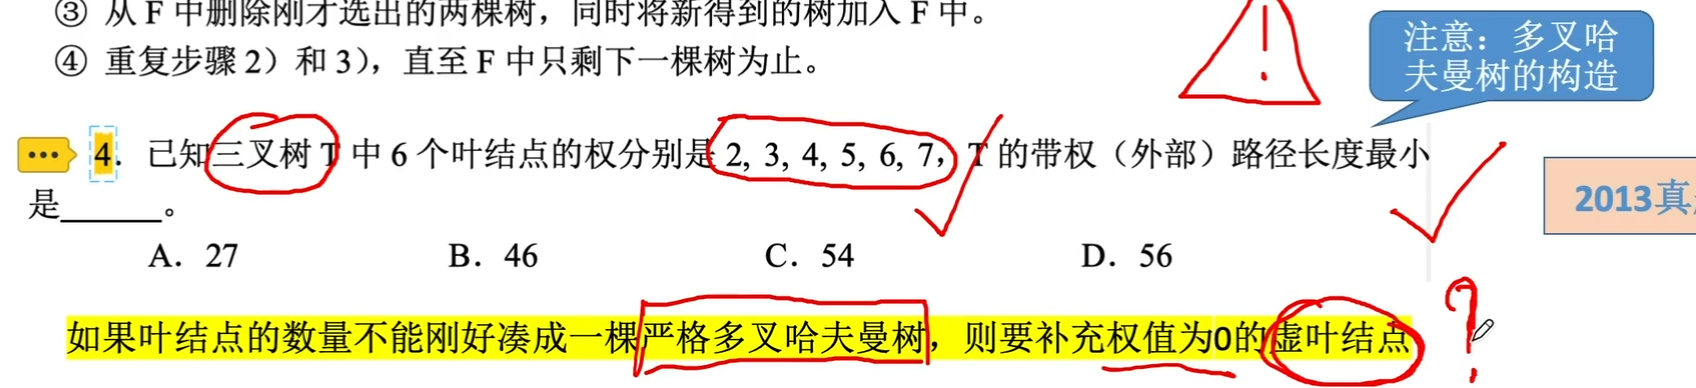 ③ 从 F 中删除刚才选出的两棵树，同时将新得到的树加入 F 中。
④ 重复步骤 2）和 3），直至 F 中只剩下一棵树为止。
注意：多叉哈
夫曼树的构造
4. 已知三叉树 T 中 6 个叶结点的权分别是 2, 3, 4, 5, 6, 7，T 的带权（外部）路径长度最小
是______。
2013真
A. 27 B. 46 C. 54 D. 56
如果叶结点的数量不能刚好凑成一棵严格多叉哈夫曼树，则要补充权值为0的虚叶结点
?